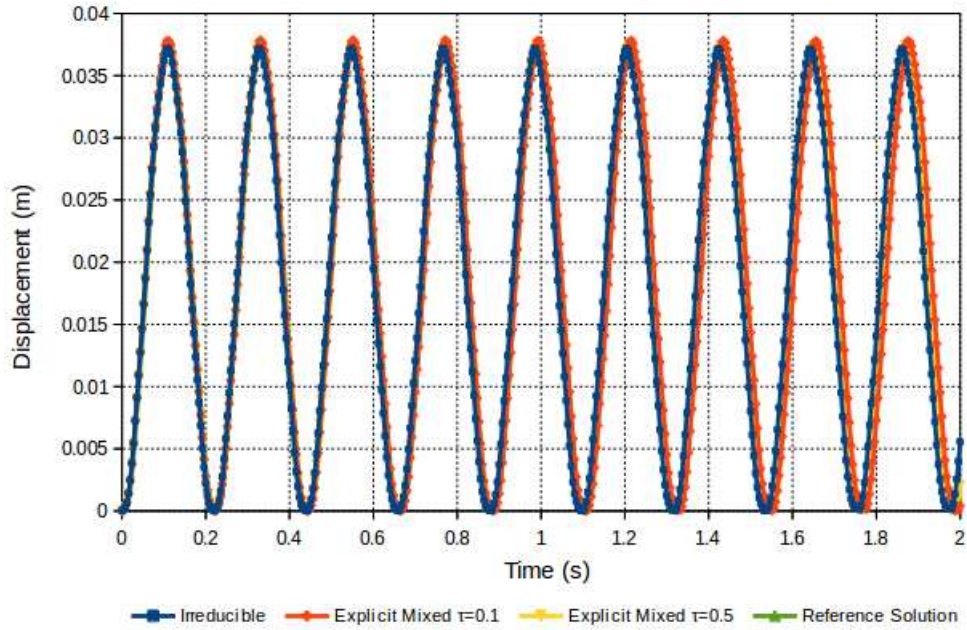 0.04
0.035
0.03
0.025
0.02
0.015
0.01
0.005
0
Displacement (m)
0 0.2 0.4 0.6 0.8 1 1.2 1.4 1.6 1.8 2
Time (s)
Irreducible Explicit Mixed τ=0.1 Explicit Mixed τ=0.5 Reference Solution